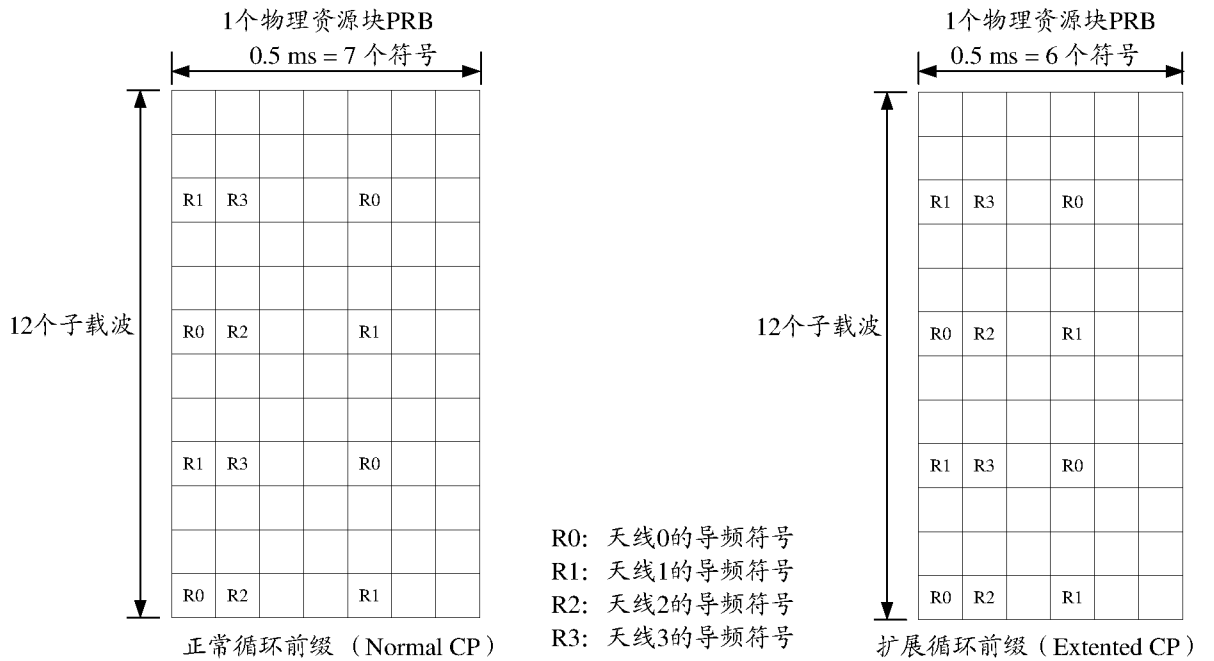 1个物理资源块PRB
0.5 ms = 7 个符号
12个子载波
R1 R3 R0
R0 R2 R1
R1 R3 R0
R0 R2 R1
正常循环前缀 （Normal CP）
R0: 天线0的导频符号
R1: 天线1的导频符号
R2: 天线2的导频符号
R3: 天线3的导频符号
1个物理资源块PRB
0.5 ms = 6 个符号
12个子载波
R1 R3 R0
R0 R2 R1
R1 R3 R0
R0 R2 R1
扩展循环前缀（Extented CP）